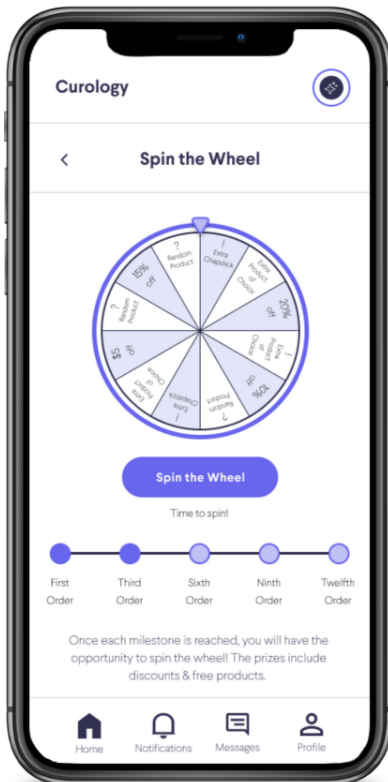 Curology
Spin the Wheel
!
Extra
Chapstick
Extra
Product
of
Choice
20%
off
!
Extra
Product
of
Choice
10%
off
?
Random
Product
!
Extra
Chapstick
Extra
Product
of
Choice
$5
off
?
Random
Product
15%
off
?
Random
Product
Spin the Wheel
Time to spin!
First
Order
Third
Order
Sixth
Order
Ninth
Order
Twelfth
Order
Once each milestone is reached, you will have the
opportunity to spin the wheel! The prizes include
discounts & free products.
Home
Notifications
Messages
Profile